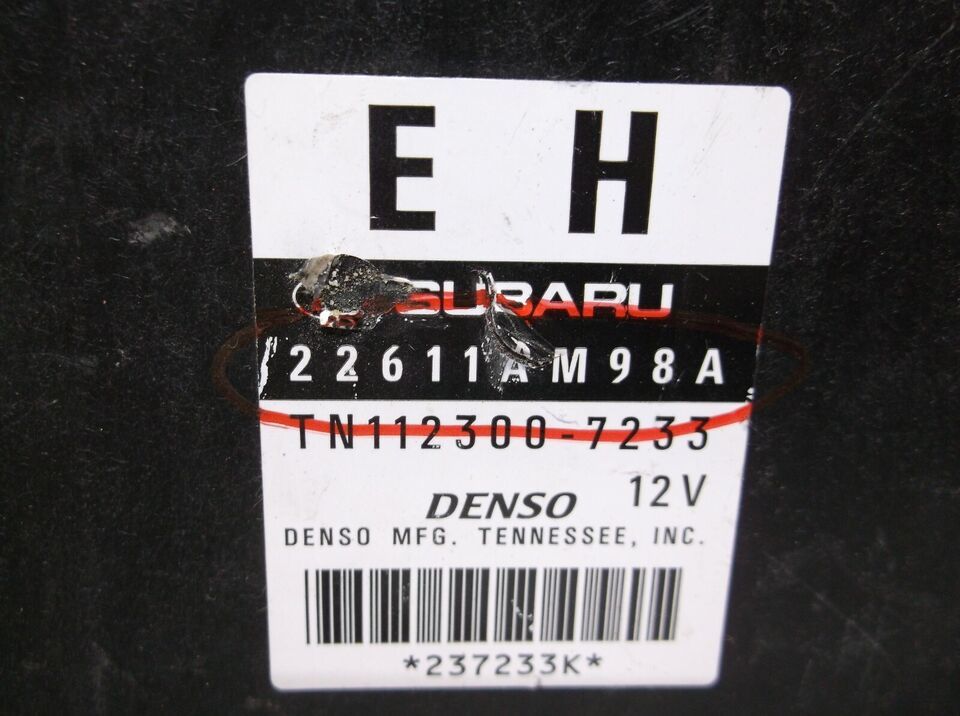 E H
SUBARU
22611AM98A
TN112300-7233
DENSO 12V
DENSO MFG. TENNESSEE, INC.
*237233K*